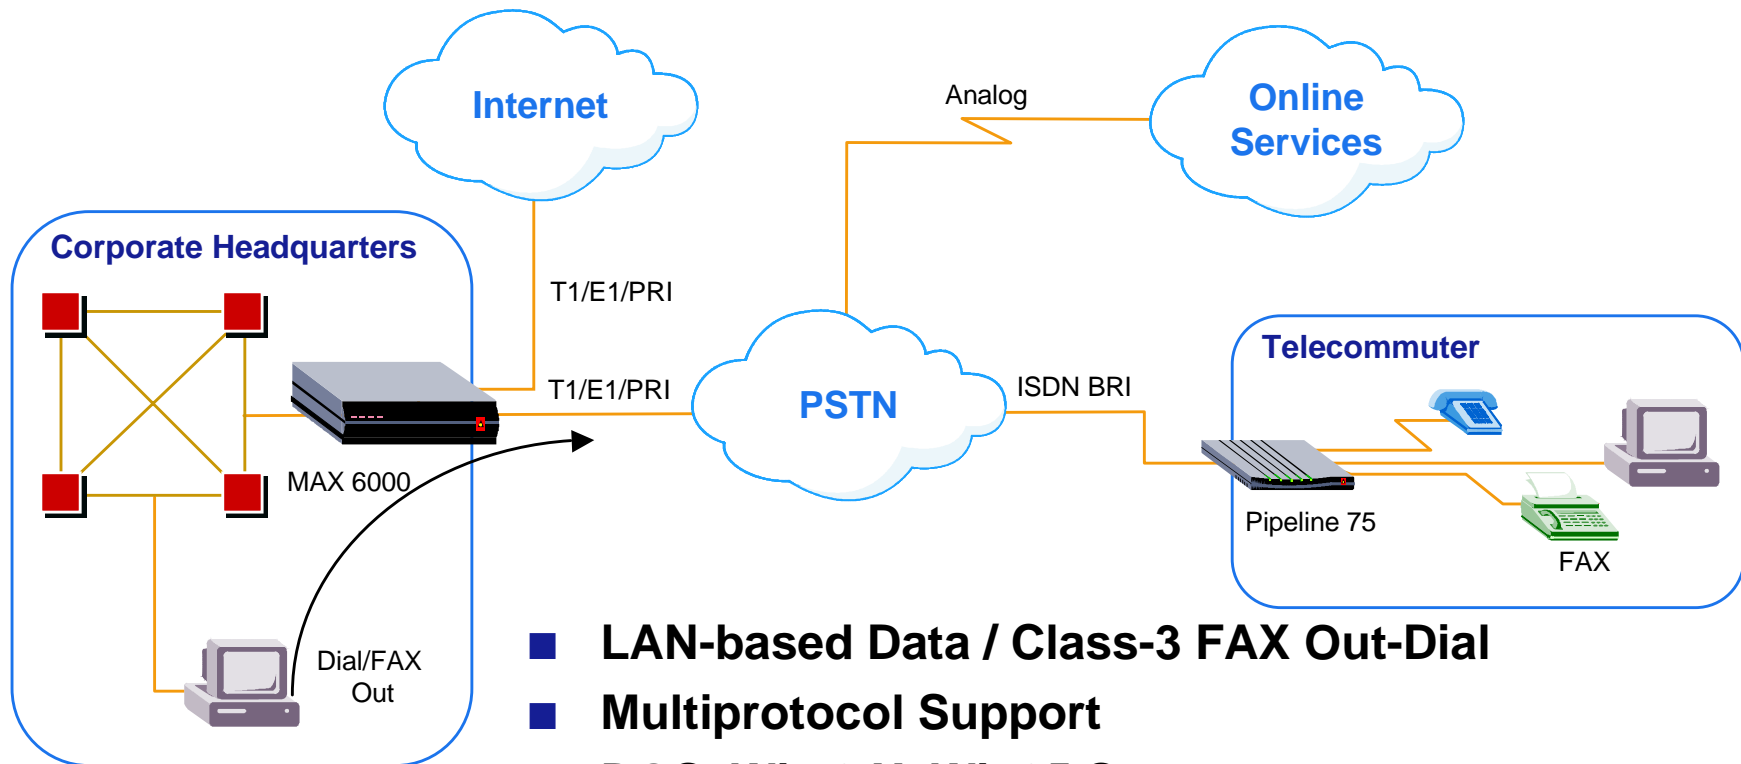 Internet
Analog
Online
Services
Corporate Headquarters
T1/E1/PRI
T1/E1/PRI
MAX 6000
PSTN
ISDN BRI
Telecommuter
Pipeline 75
FAX
Dial/FAX
Out
LAN-based Data / Class-3 FAX Out-Dial
Multiprotocol Support